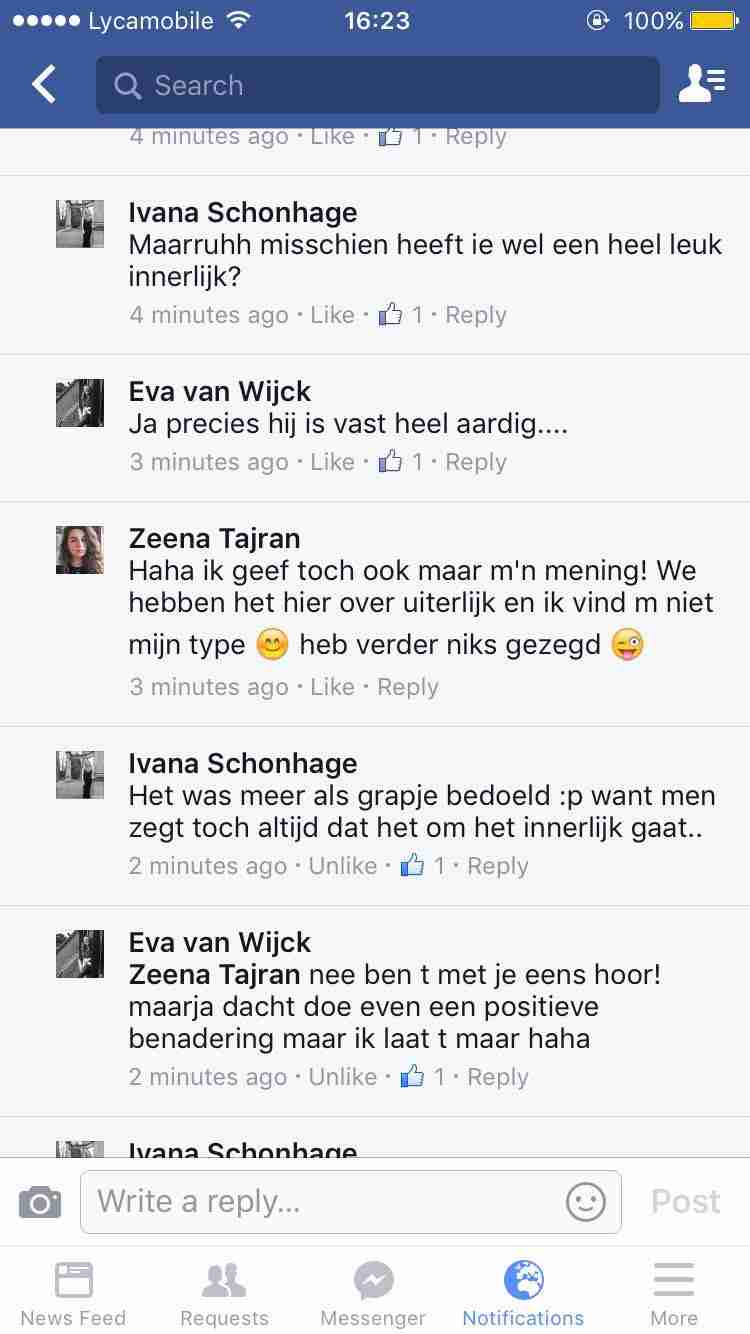 Lycamobile 16:23 100%
Search
4 minutes ago · Like · 1 · Reply
Ivana Schonhage
Maarruhh misschien heeft ie wel een heel leuk
innerlijk?
4 minutes ago · Like · 1 · Reply
Eva van Wijck
Ja precies hij is vast heel aardig....
3 minutes ago · Like · 1 · Reply
Zeena Tajran
Haha ik geef toch ook maar m'n mening! We
hebben het hier over uiterlijk en ik vind m niet
mijn type 😊 heb verder niks gezegd 😜
3 minutes ago · Like · Reply
Ivana Schonhage
Het was meer als grapje bedoeld :p want men
zegt toch altijd dat het om het innerlijk gaat..
2 minutes ago · Unlike · 1 · Reply
Eva van Wijck
Zeena Tajran nee ben t met je eens hoor!
maarja dacht doe even een positieve
benadering maar ik laat t maar haha
2 minutes ago · Unlike · 1 · Reply
Ivana Schonhage
Write a reply... Post
News Feed Requests Messenger Notifications More